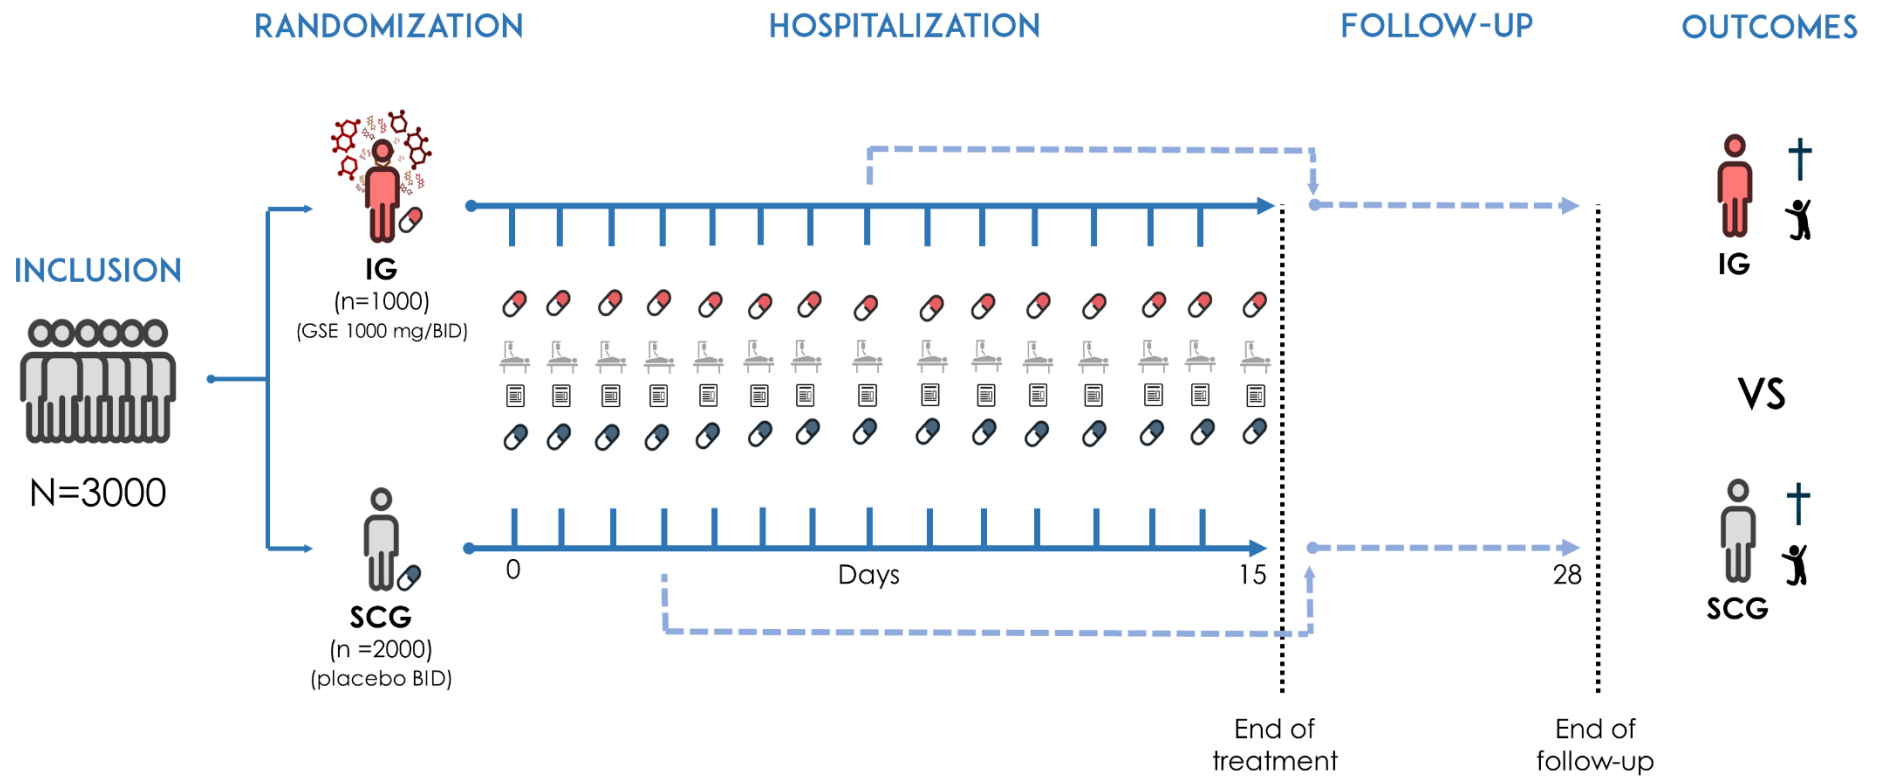 RANDOMIZATION
HOSPITALIZATION
FOLLOW-UP
OUTCOMES
INCLUSION
N=3000
IG
(n=1000)
(GSE 1000 mg/BID)
SCG
(n =2000)
(placebo BID)
0
Days
15
28
End of
treatment
End of
follow-up
IG
VS
SCG